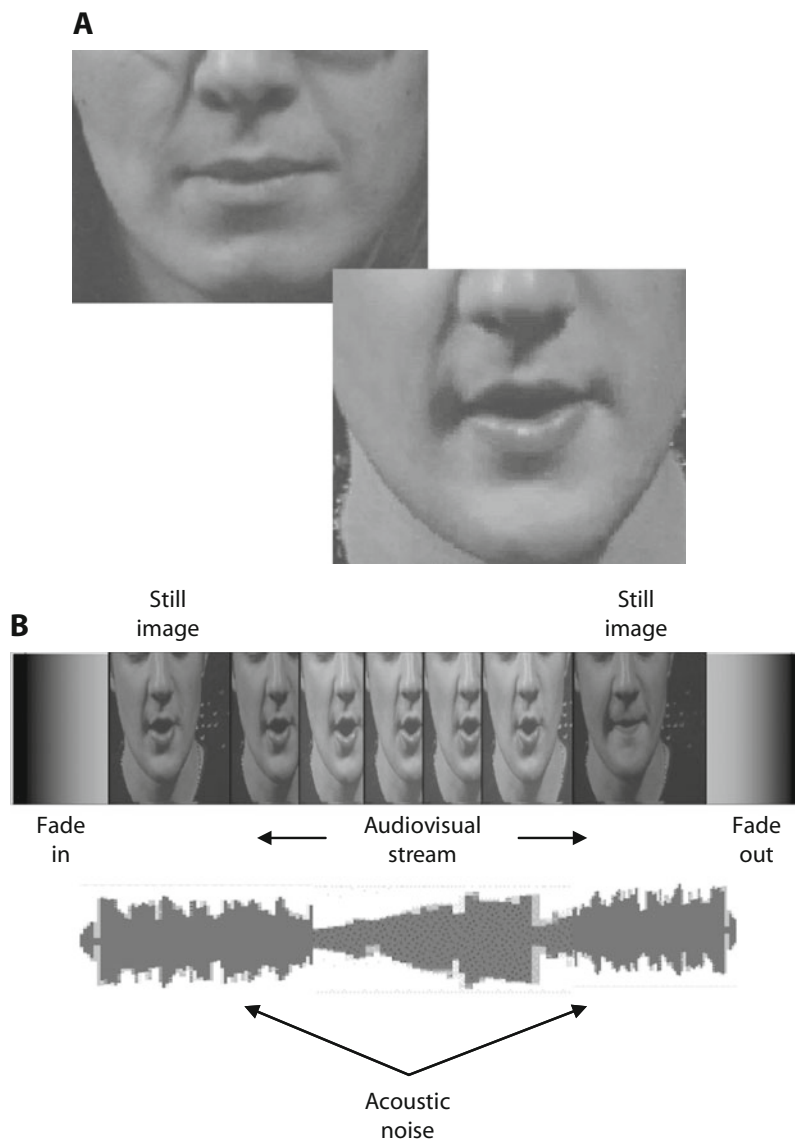 A
Still
image
Still
image
B
Fade
in
Audiovisual
stream
Fade
out
Acoustic
noise